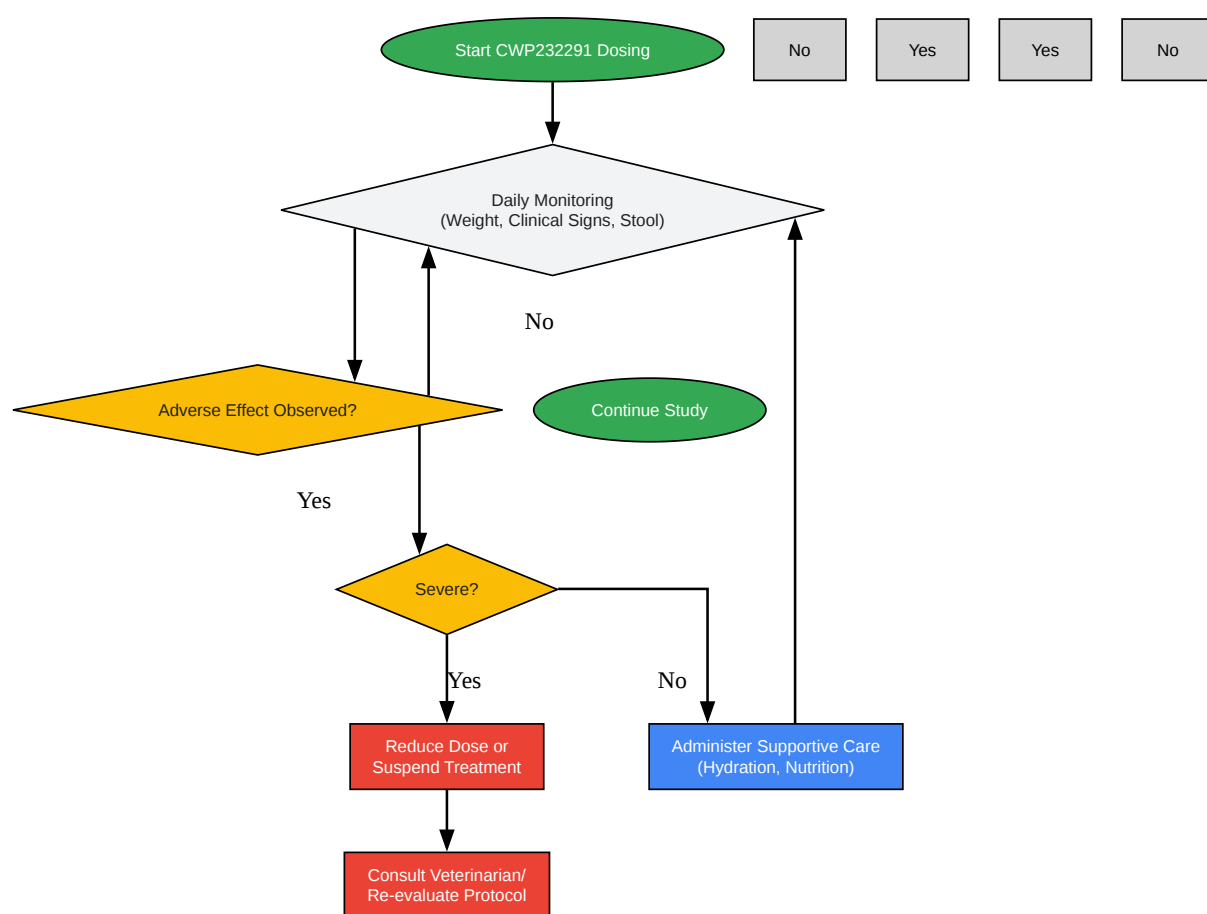 Start CWP232291 Dosing
No
Yes
Yes
No
Daily Monitoring
(Weight, Clinical Signs, Stool)
No
Adverse Effect Observed?
Continue Study
Yes
Severe?
Yes
No
Reduce Dose or
Suspend Treatment
Administer Supportive Care
(Hydration, Nutrition)
Consult Veterinarian/
Re-evaluate Protocol